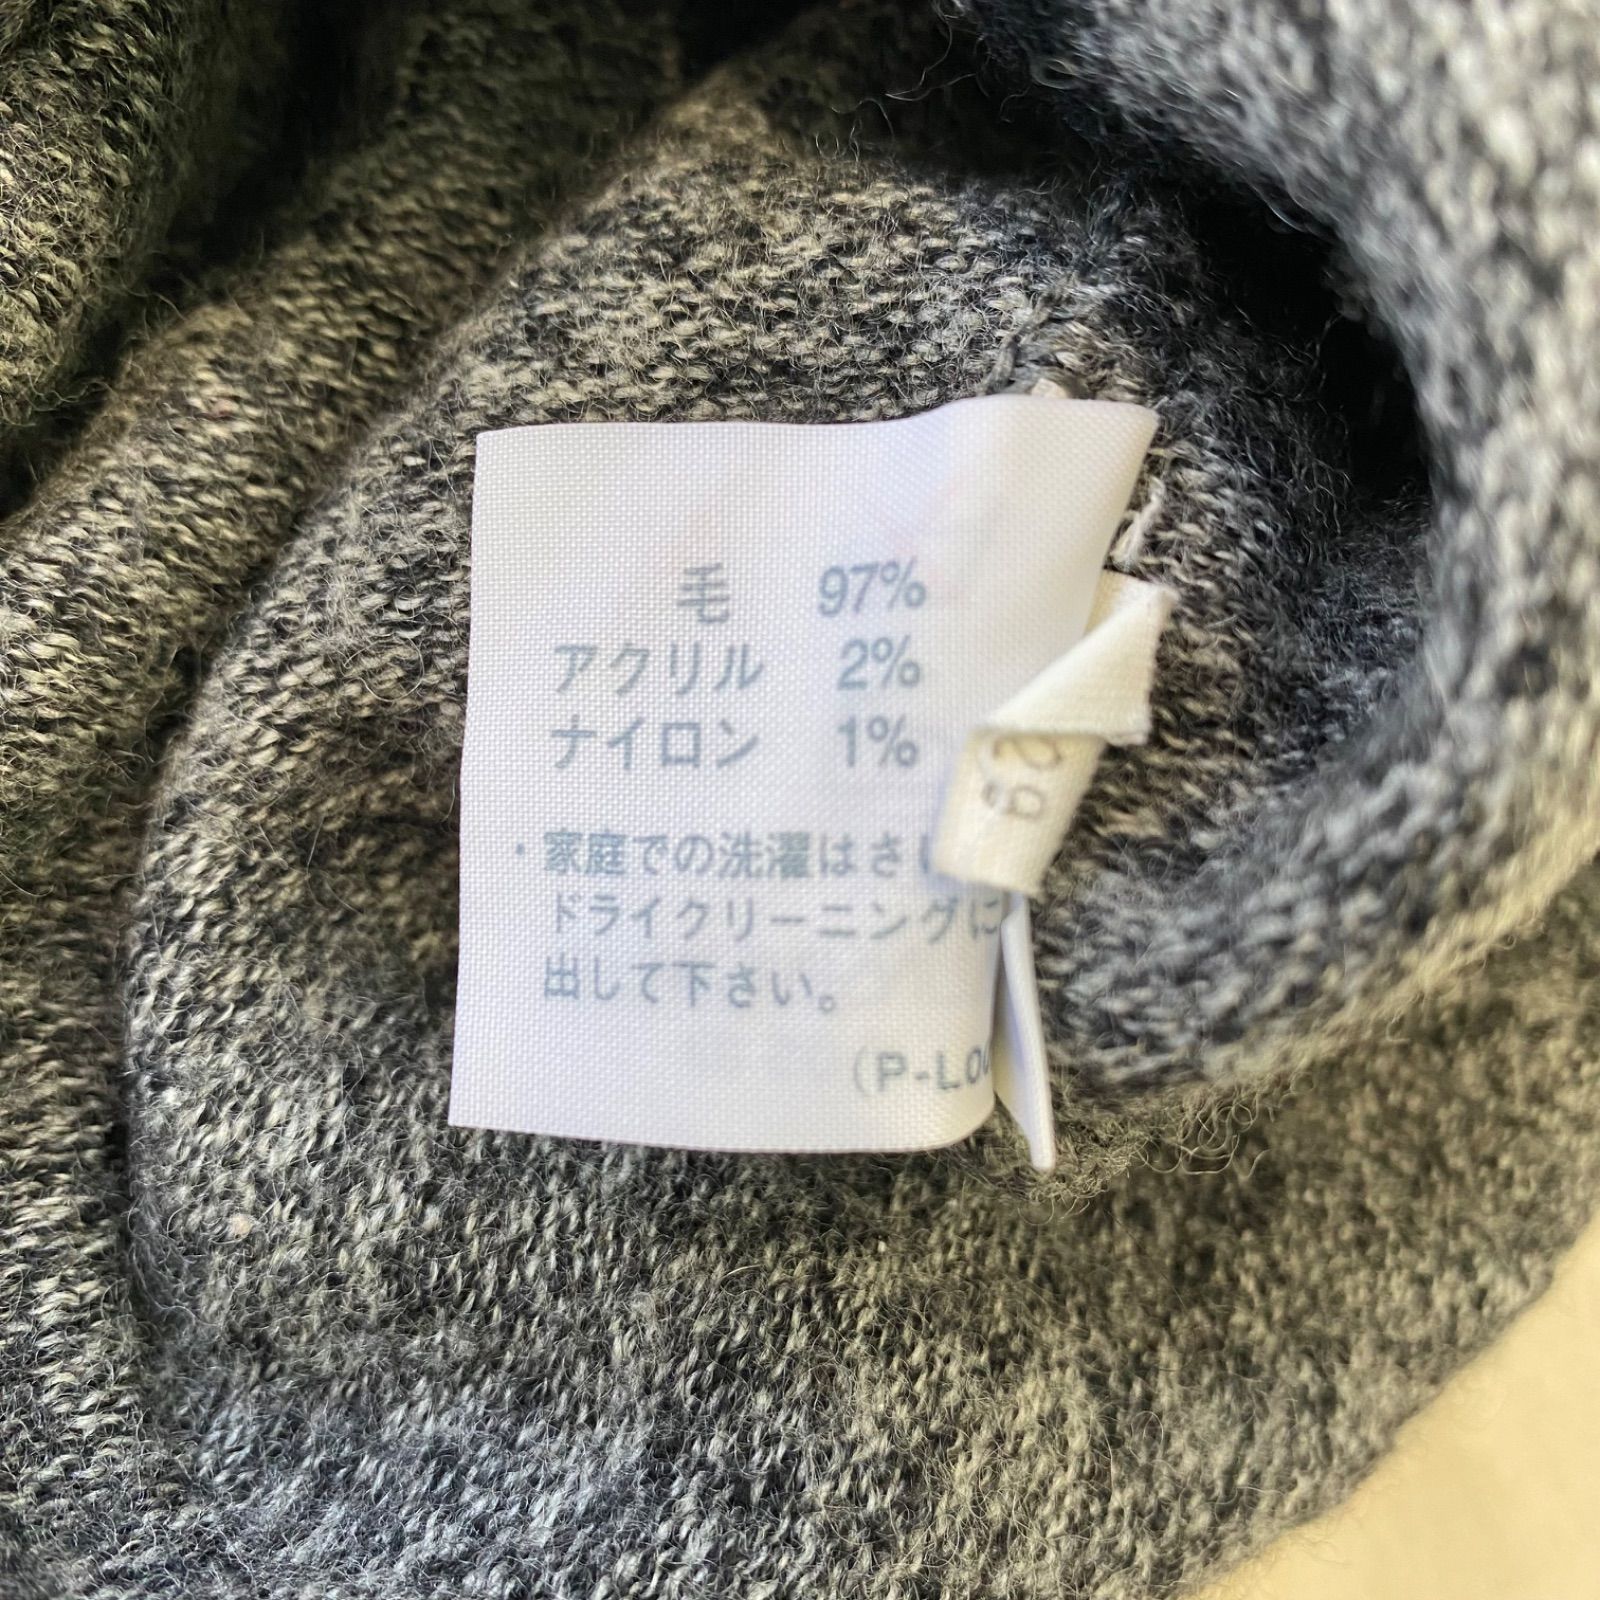 毛 97%
アクリル 2%
ナイロン 1%
・家庭での洗濯はさ
ドライクリーニングに
出して下さい。
(P-L0